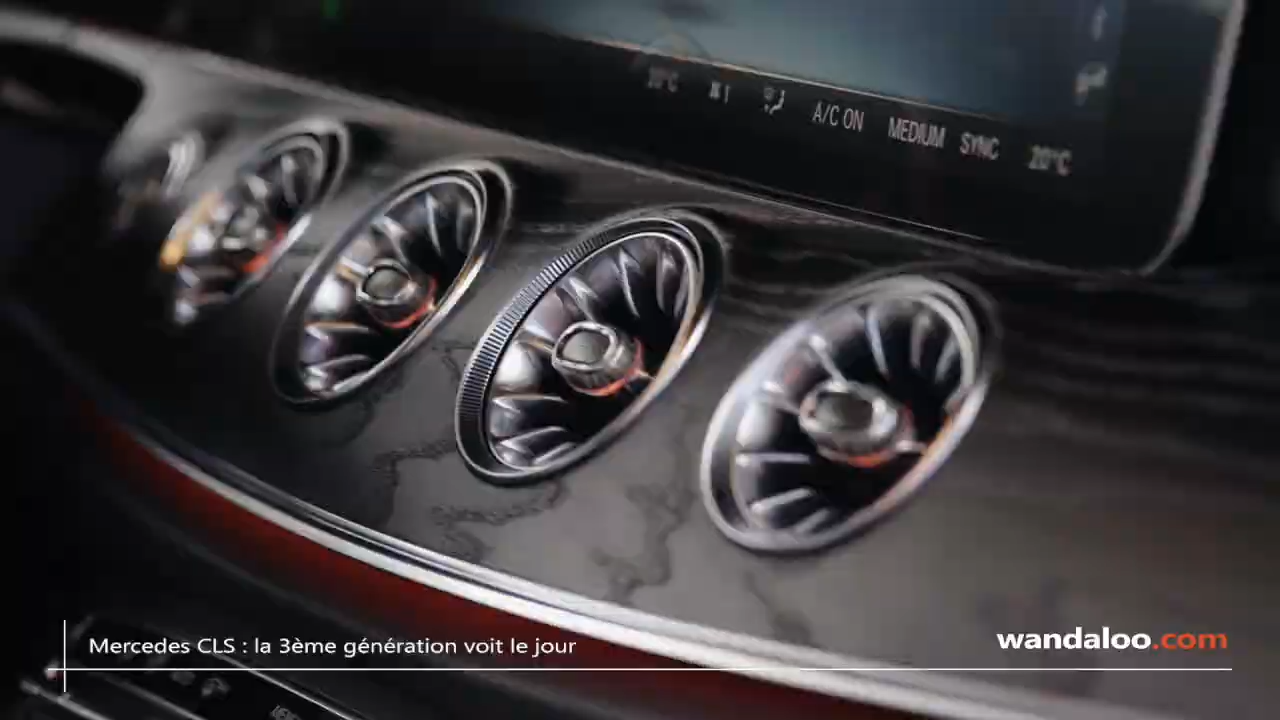 20°C A/C ON MEDIUM SYNC 20°C
Mercedes CLS : la 3ème génération voit le jour
wandaloo.com